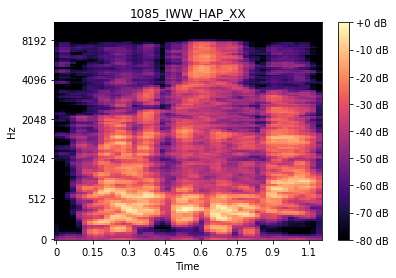 1085_IWW_HAP_XX
Hz
8192
4096
2048
1024
512
0
0
0.15
0.3
0.45
0.6
0.75
0.9
1.1
Time
+0 dB
-10 dB
-20 dB
-30 dB
-40 dB
-50 dB
-60 dB
-70 dB
-80 dB